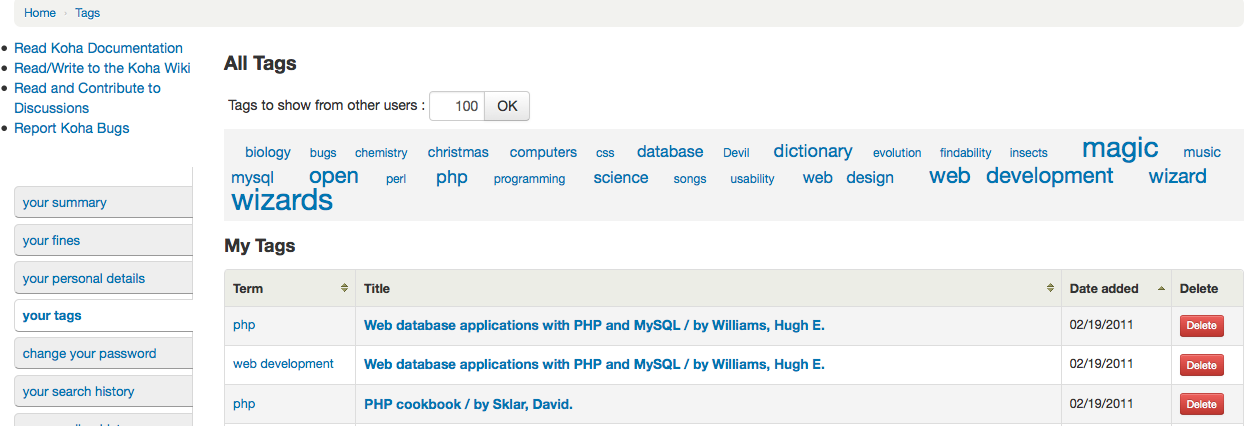 Home › Tags
Read Koha Documentation
Read/Write to the Koha Wiki
Read and Contribute to
Discussions
Report Koha Bugs
your summary
your fines
your personal details
your tags
change your password
your search history
All Tags
Tags to show from other users : 100 OK
biology bugs chemistry christmas computers css database Devil dictionary evolution findability insects magic music
mysql open perl php programming science songs usability web design web development wizard
wizards
My Tags
Term Title Date added Delete
php Web database applications with PHP and MySQL / by Williams, Hugh E. 02/19/2011 Delete
web development Web database applications with PHP and MySQL / by Williams, Hugh E. 02/19/2011 Delete
php PHP cookbook / by Sklar, David. 02/19/2011 Delete